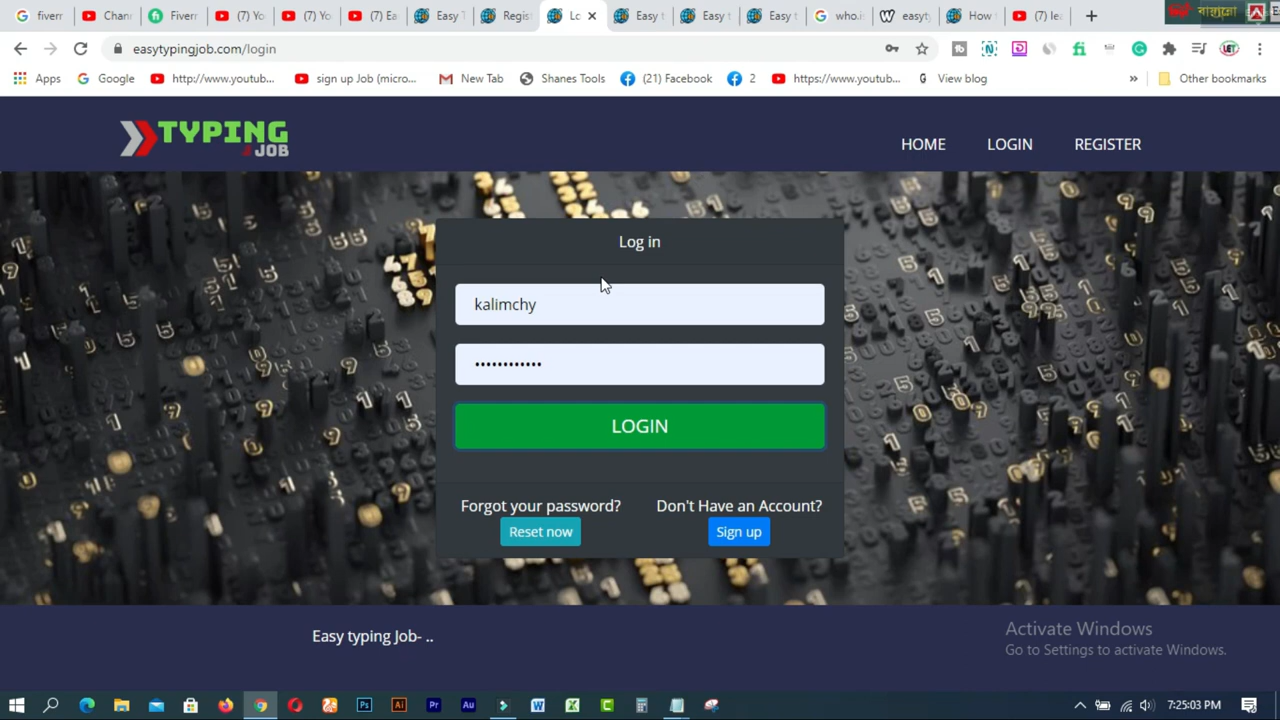 fiverr
Chann
Fiverr
(7) Yo
(7) Yo
(7) Ea
Easy T
Regis
Lo
Easy t
Easy t
Easy t
who.i
easyt
How t
(7) le
easytypingjob.com/login
Apps
Google
http://www.youtub...
sign up Job (micro...
New Tab
Shanes Tools
(21) Facebook
2
https://www.youtub...
View blog
»
Other bookmarks
TYPING
JOB
HOME
LOGIN
REGISTER
Log in
kalimchy
••••••••••••
LOGIN
Forgot your password?
Don't Have an Account?
Reset now
Sign up
Easy typing Job- ..
Activate Windows
Go to Settings to activate Windows.
7:25:03 PM